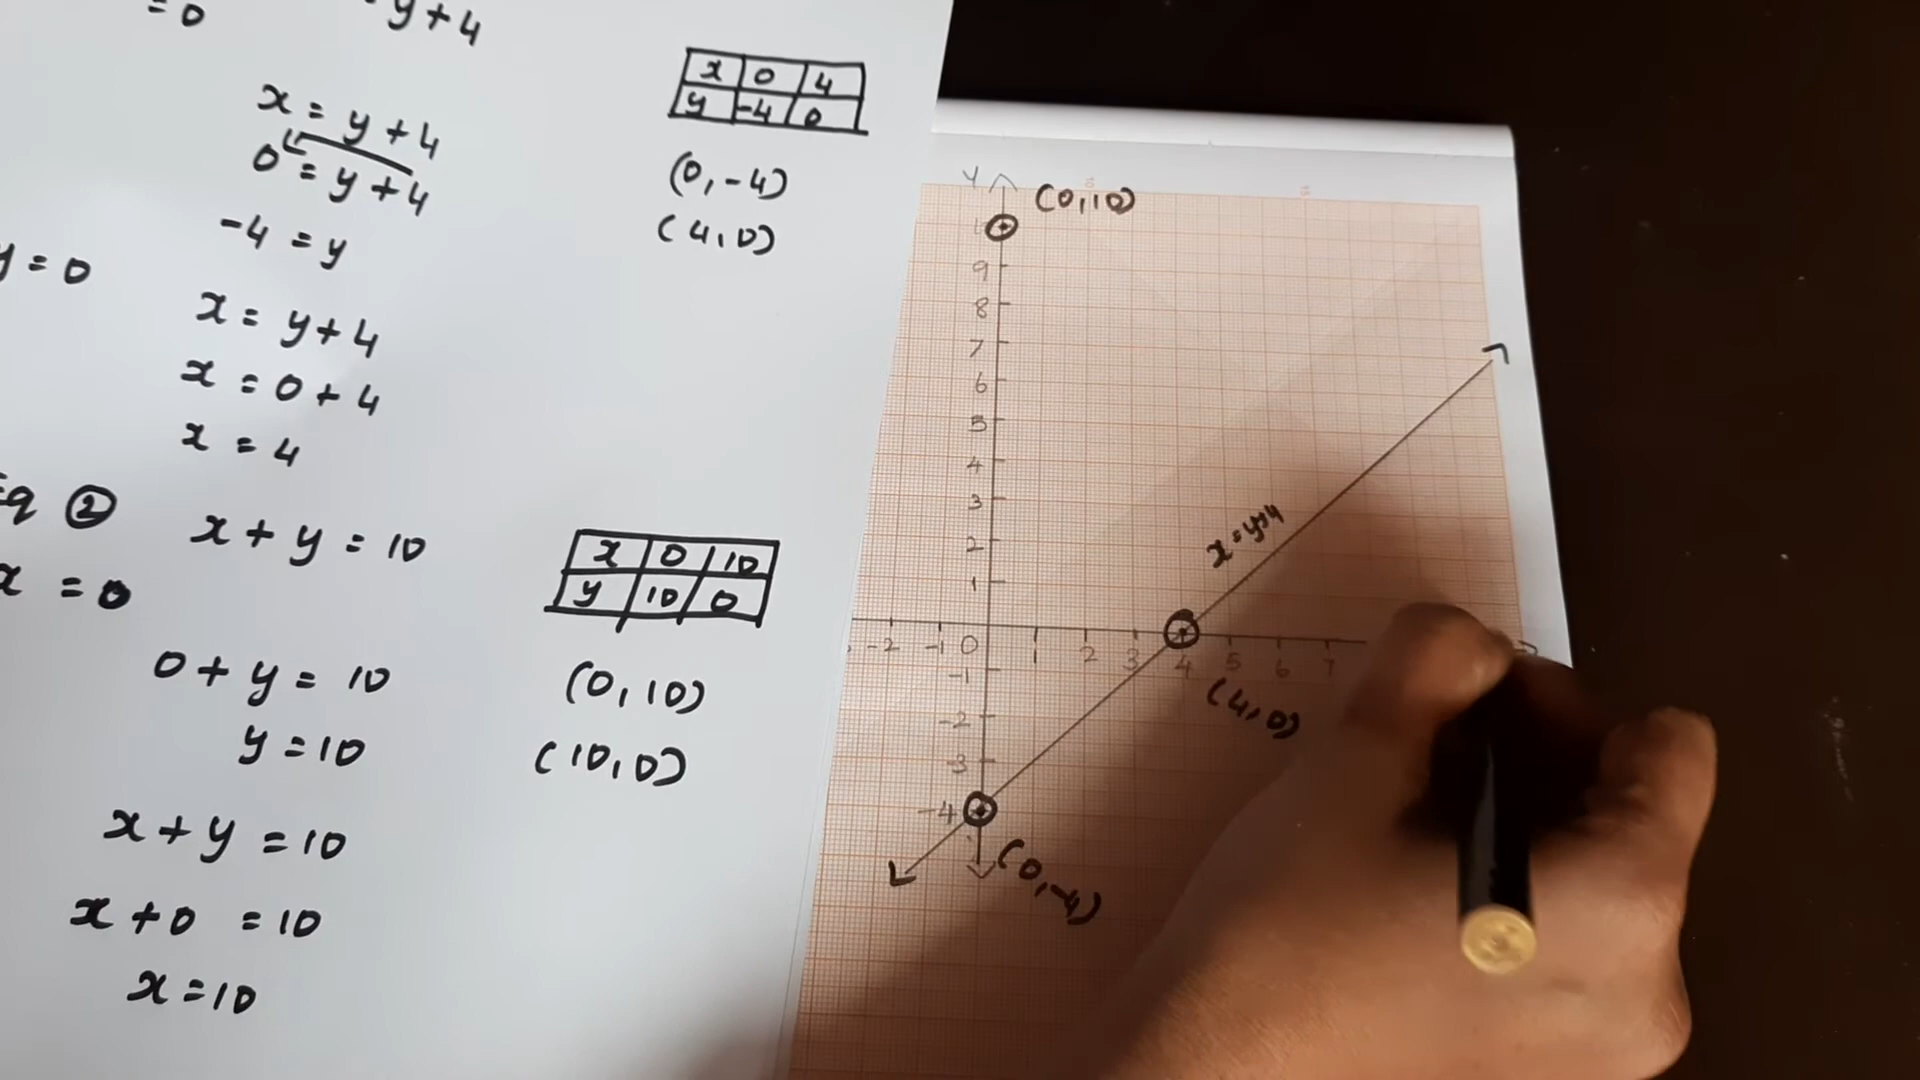 = 0
y + 4
x = y + 4
0 = y + 4
-4 = y
y = 0
x = y + 4
x = 0 + 4
x = 4
x 0 4
y -4 0
(0, -4)
(4, 0)
Eq ② x + y = 10
x = 0
0 + y = 10
y = 10
x + y = 10
x + 0 = 10
x = 10
x 0 10
y 10 0
(0, 10)
(10, 0)
y
(0, 10)
9
8
7
6
5
4
3
2
1
x = y + 4
-2 -1 0 1 2 3 4 5 6 7
(4, 0)
-1
-2
-3
-4
(0, -4)